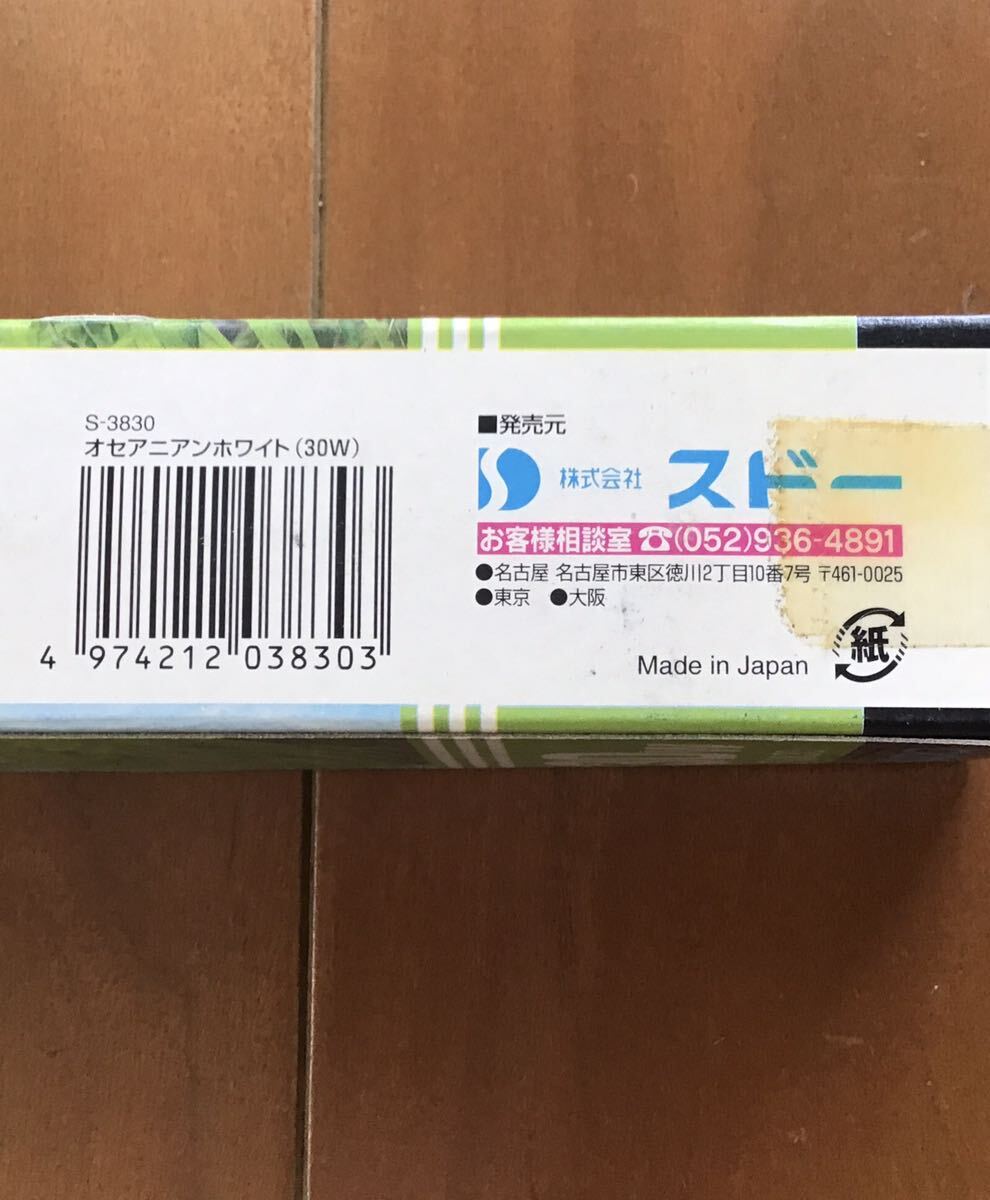 S-3830
オセアニアンホワイト(30W)
4 974212 038303
■発売元
株式会社 スドー
お客様相談室☎(052)936-4891
●名古屋 名古屋市東区徳川2丁目10番7号 〒461-0025
●東京 ●大阪
Made in Japan
紙